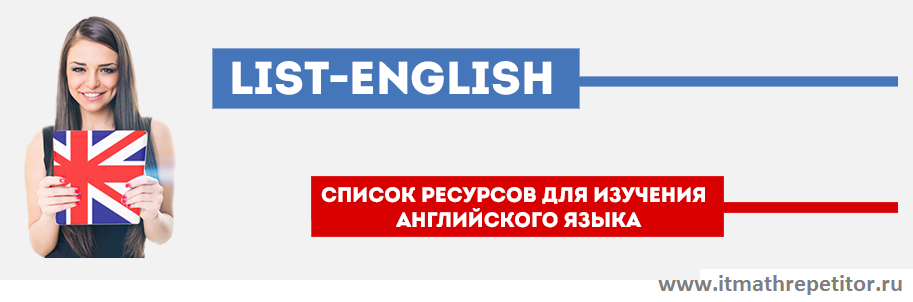 LIST-ENGLISH
СПИСОК РЕСУРСОВ ДЛЯ ИЗУЧЕНИЯ
АНГЛИЙСКОГО ЯЗЫКА
www.itmathrepetitor.ru